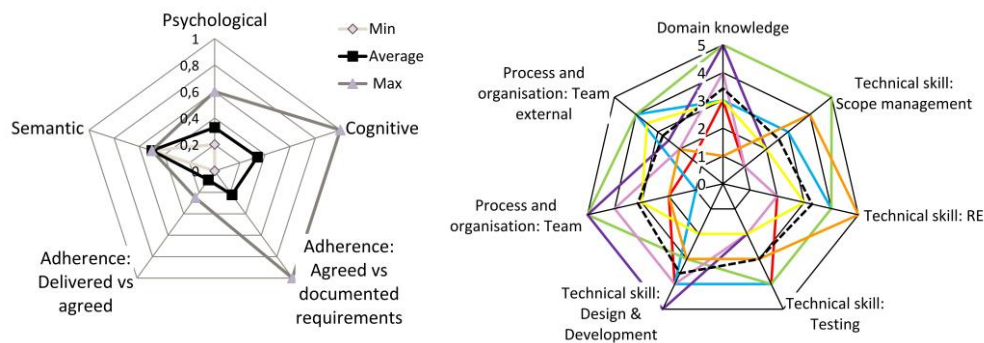 Psychological
1
0,8
0,6
0,4
0,2
0
Min
Average
Max
Semantic
Cognitive
Adherence:
Delivered vs
agreed
Adherence:
Agreed vs
documented
requirements
Domain knowledge
5
4
3
2
1
0
Process and
organisation: Team
external
Technical skill:
Scope management
Process and
organisation: Team
Technical skill: RE
Technical skill:
Design &
Development
Technical skill:
Testing